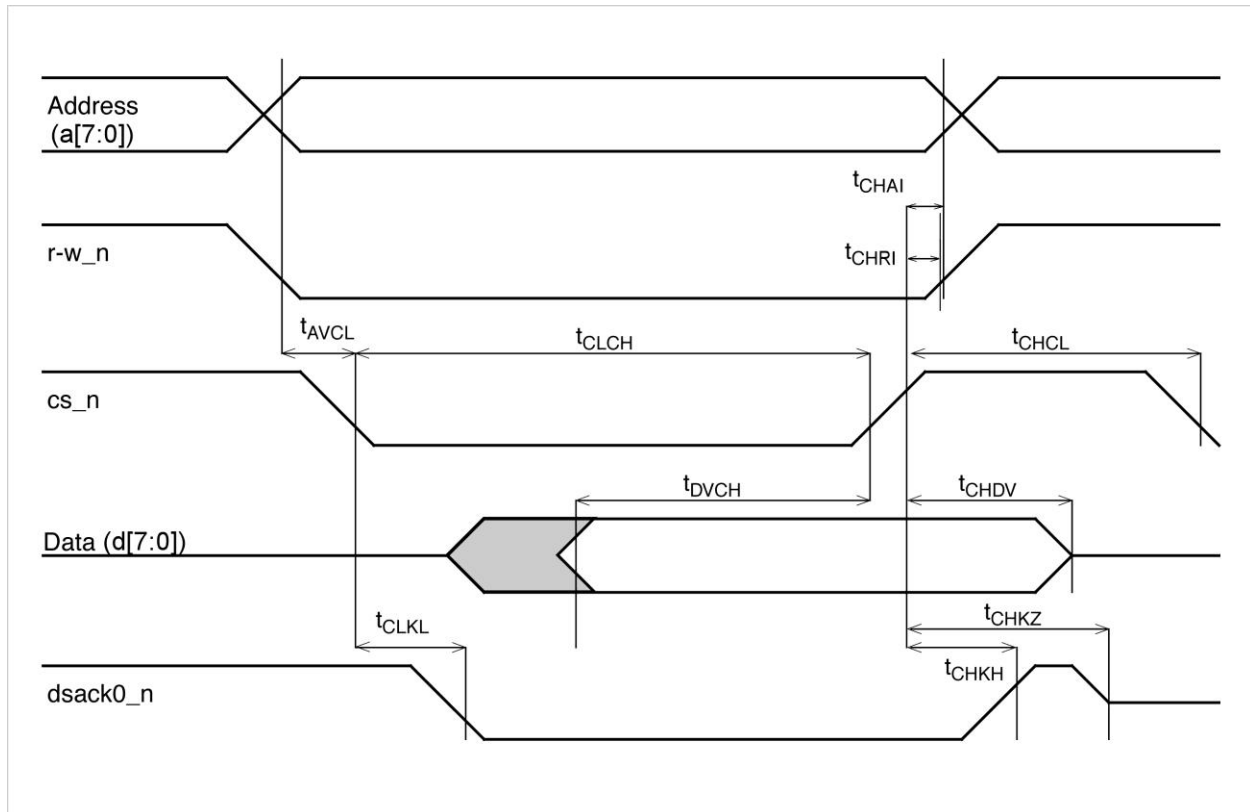 Address
(a[7:0])
tCHAI
r-w_n
tCHRI
tAVCL
tCLCH
tCHCL
cs_n
tDVCH
tCHDV
Data (d[7:0])
tCLKL
tCHKZ
tCHKH
dsack0_n